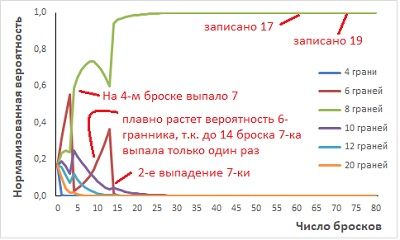 Нормализованная вероятность
1,0
0,8
0,6
0,4
0,2
0,0
0 5 10 15 20 25 30 35 40 45 50 55 60 65 70 75 80
Число бросков
записано 17
записано 19
На 4-м броске выпало 7
плавно растет вероятность 6-
гранника, т.к. до 14 броска 7-ка
выпала только один раз
2-е выпадение 7-ки
4 грани
6 граней
8 граней
10 граней
12 граней
20 граней